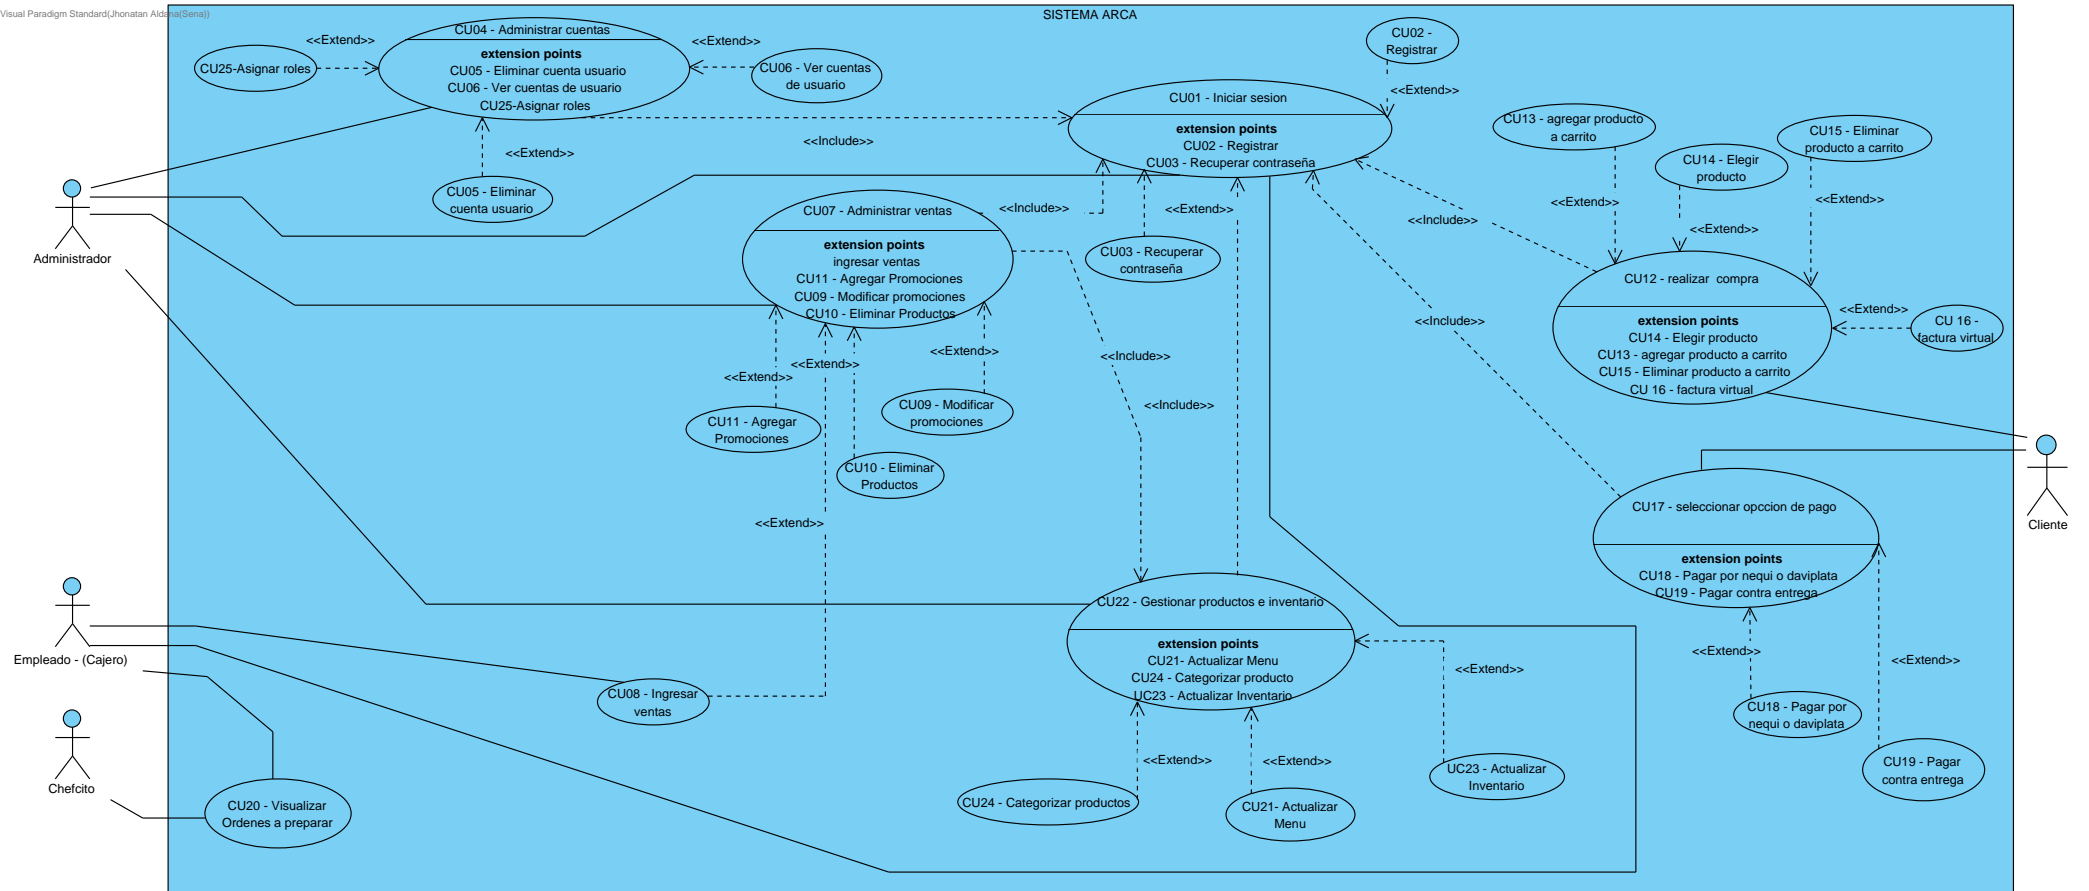 Visual Paradigm Standard(Jhonatan Aldana(Sena))
SISTEMA ARCA
CU04 - Administrar cuentas
extension points
CU05 - Eliminar cuenta usuario
CU06 - Ver cuentas de usuario
CU25-Asignar roles
<<Extend>>
CU25-Asignar roles
<<Extend>>
CU06 - Ver cuentas
de usuario
<<Extend>>
CU05 - Eliminar
cuenta usuario
<<Include>>
CU02 -
Registrar
<<Extend>>
CU01 - Iniciar sesion
extension points
CU02 - Registrar
CU03 - Recuperar contraseña
CU13 - agregar producto
a carrito
CU14 - Elegir
producto
CU15 - Eliminar
producto a carrito
<<Extend>>
<<Extend>>
<<Extend>>
Administrador
CU07 - Administrar ventas
extension points
ingresar ventas
CU11 - Agregar Promociones
CU09 - Modificar promociones
CU10 - Eliminar Productos
<<Include>>
<<Extend>>
CU03 - Recuperar
contraseña
<<Include>>
CU12 - realizar  compra
extension points
CU14 - Elegir producto
CU13 - agregar producto a carrito
CU15 - Eliminar producto a carrito
CU 16 - factura virtual
<<Extend>>
CU 16 -
factura virtual
<<Include>>
<<Extend>>
<<Extend>>
<<Extend>>
<<Include>>
<<Include>>
CU11 - Agregar
Promociones
CU09 - Modificar
promociones
CU10 - Eliminar
Productos
<<Extend>>
Cliente
CU17 - seleccionar opccion de pago
extension points
CU18 - Pagar por nequi o daviplata
CU19 - Pagar contra entrega
<<Extend>>
<<Extend>>
CU18 - Pagar por
nequi o daviplata
CU19 - Pagar
contra entrega
Empleado - (Cajero)
CU08 - Ingresar
ventas
CU22 - Gestionar productos e inventario
extension points
CU21- Actualizar Menu
CU24 - Categorizar producto
UC23 - Actualizar Inventario
<<Extend>>
<<Extend>>
<<Extend>>
CU24 - Categorizar productos
CU21- Actualizar
Menu
UC23 - Actualizar
Inventario
Chefcito
CU20 - Visualizar
Ordenes a preparar